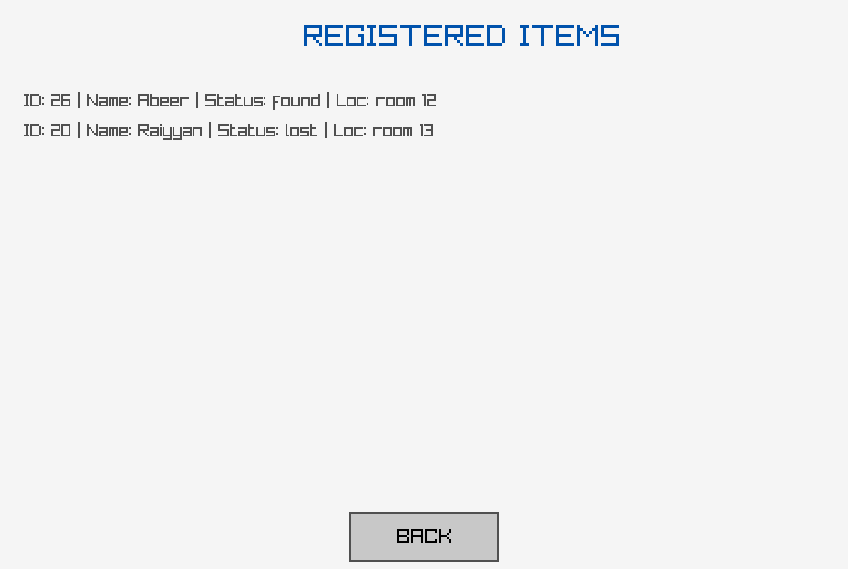 REGISTERED ITEMS
ID: 26 | Name: Abeer | Status: found | Loc: room 12
ID: 20 | Name: Raiyyan | Status: lost | Loc: room 13
BACK